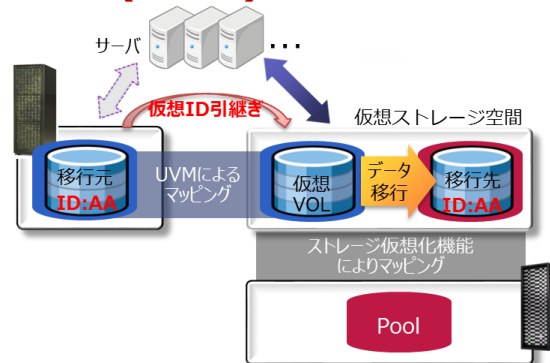 サーバ
・・・
仮想ID引継ぎ
仮想ストレージ空間
移行元
ID:AA
UVMによる
マッピング
仮想
VOL
データ
移行
移行先
ID:AA
ストレージ仮想化機能
によりマッピング
Pool